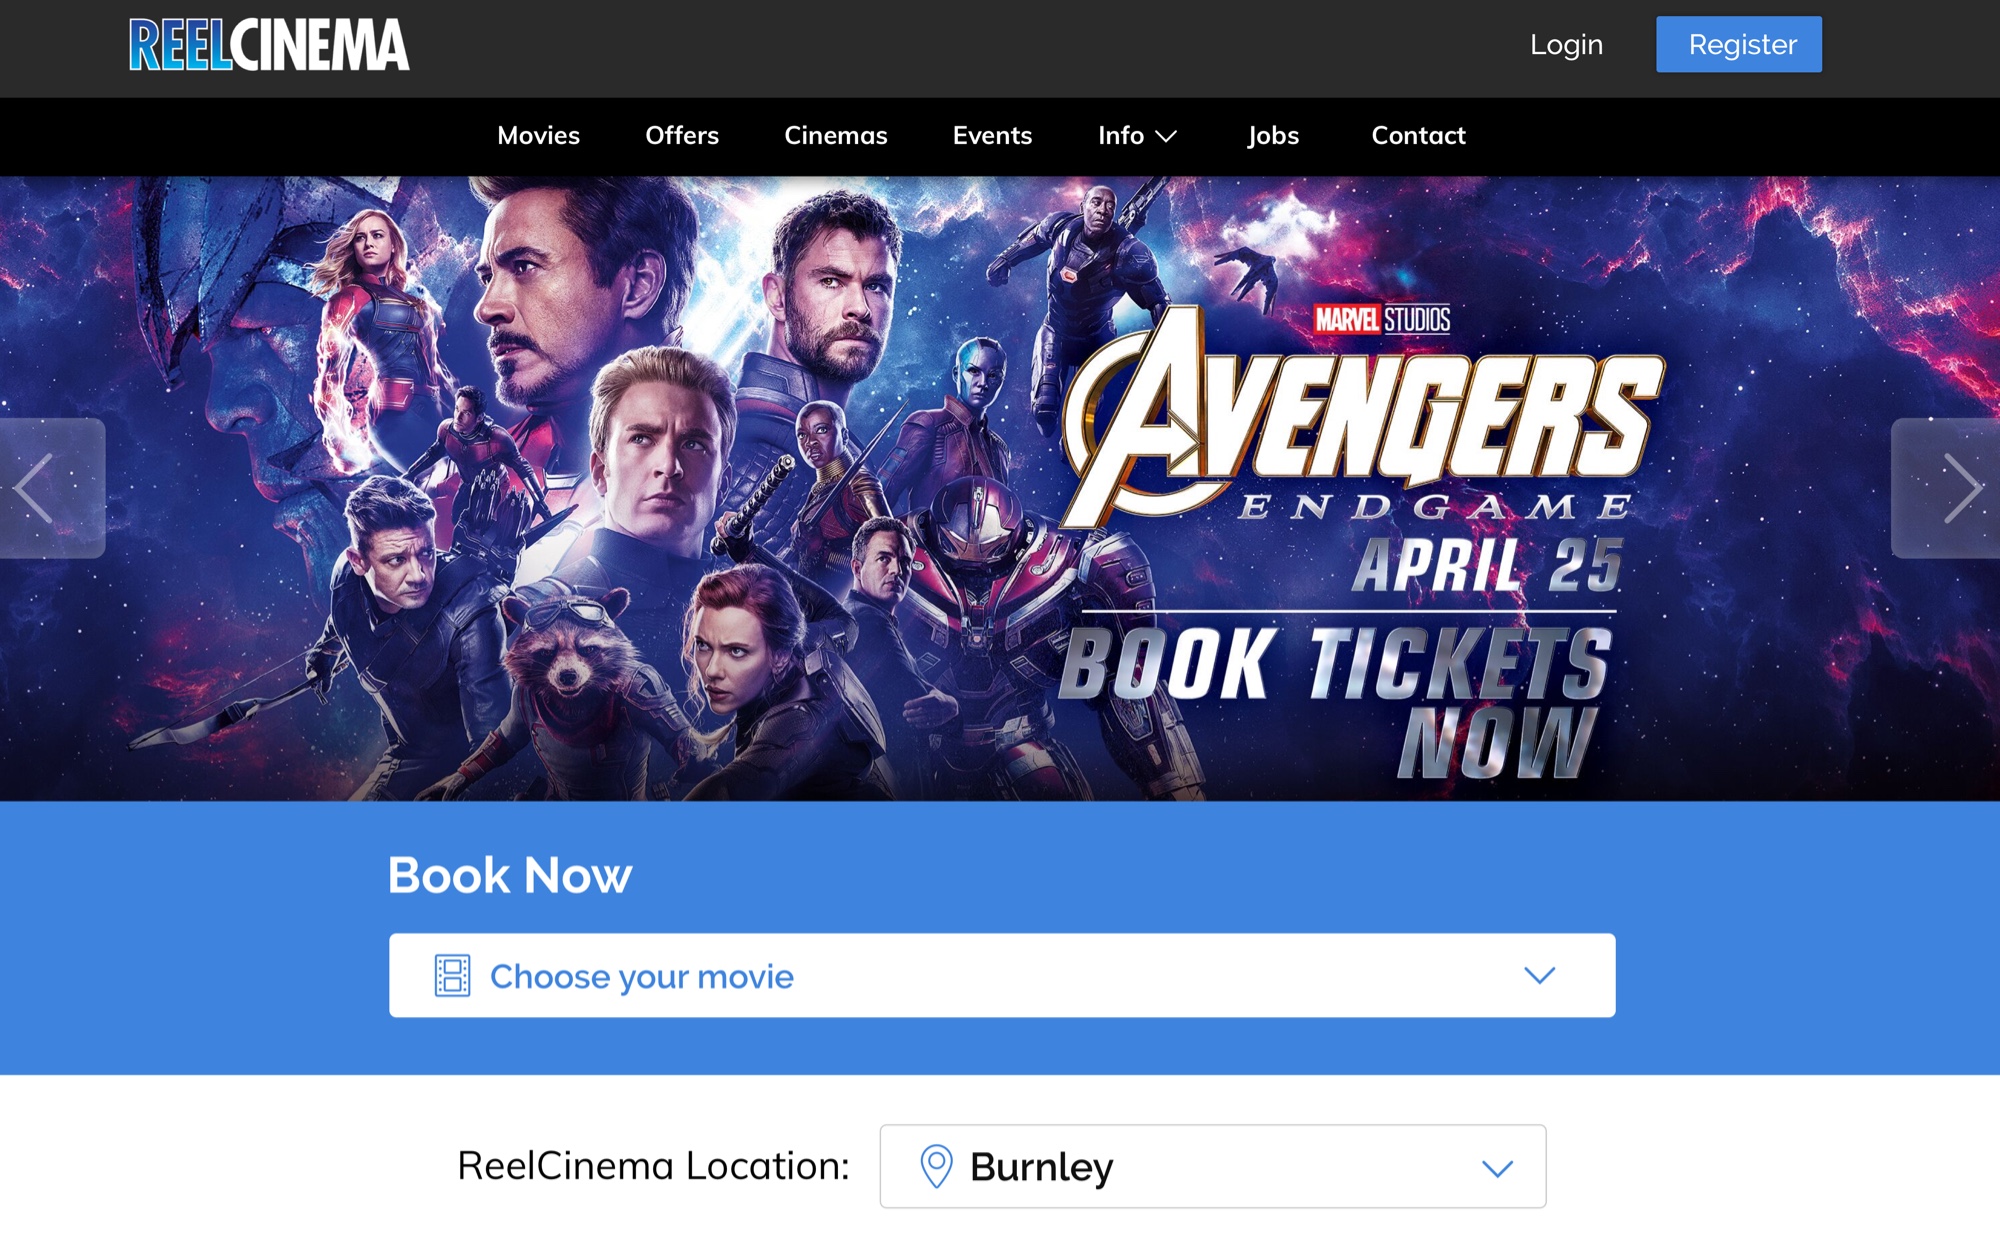 REELCINEMA
Login
Register
Movies
Offers
Cinemas
Events
Info
Jobs
Contact
MARVEL STUDIOS
AVENGERS
ENDGAME
APRIL 25
BOOK TICKETS
NOW
Book Now
Choose your movie
ReelCinema Location:
Burnley